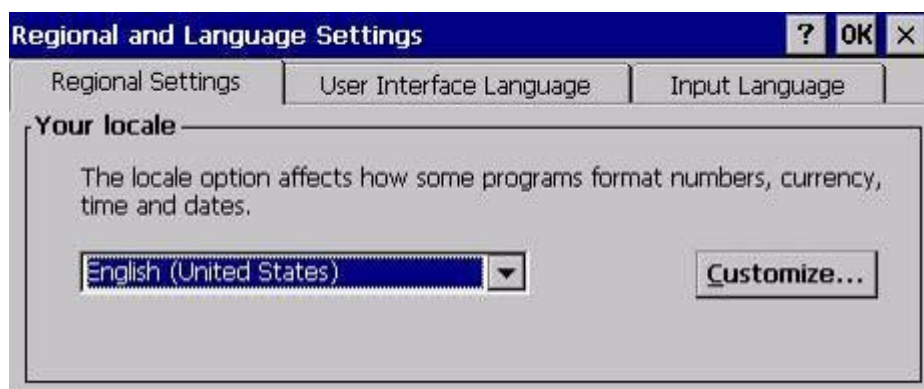 Regional and Language Settings ? OK ×
Regional Settings User Interface Language Input Language
Your locale
The locale option affects how some programs format numbers, currency,
time and dates.
English (United States) Customize...